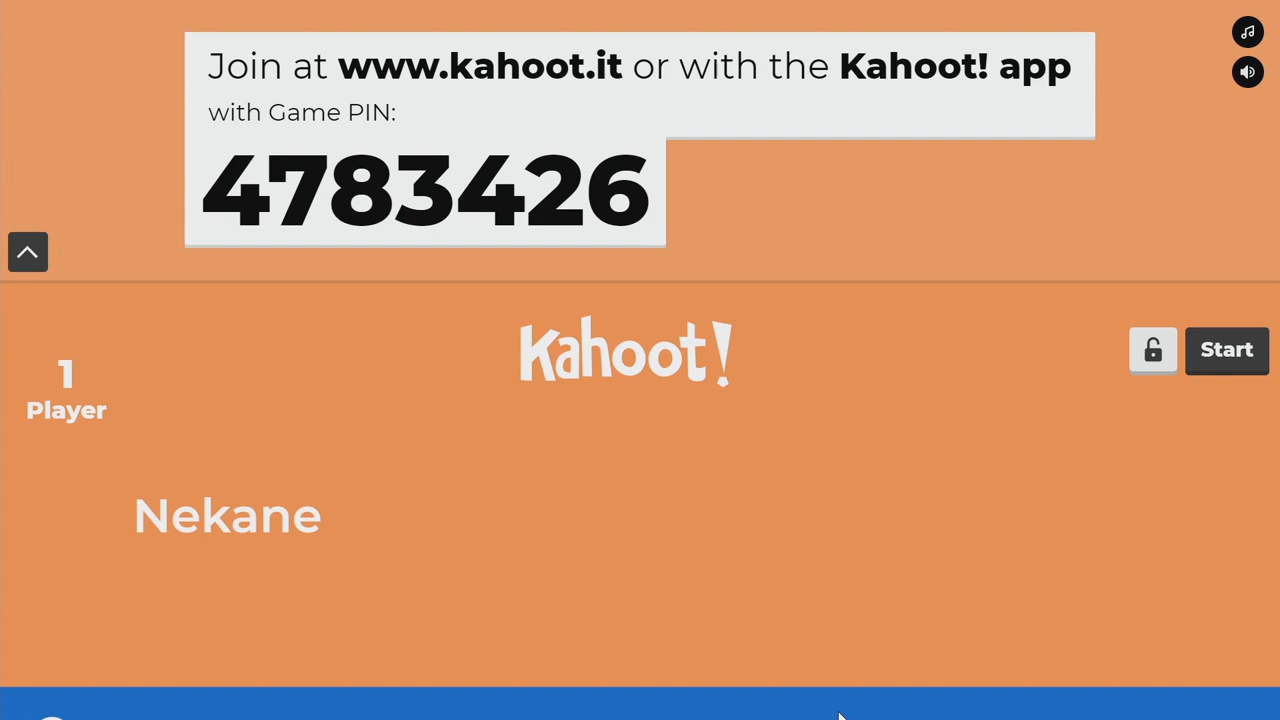 Join at www.kahoot.it or with the Kahoot! app
with Game PIN:
4783426
Kahoot!
Start
1
Player
Nekane